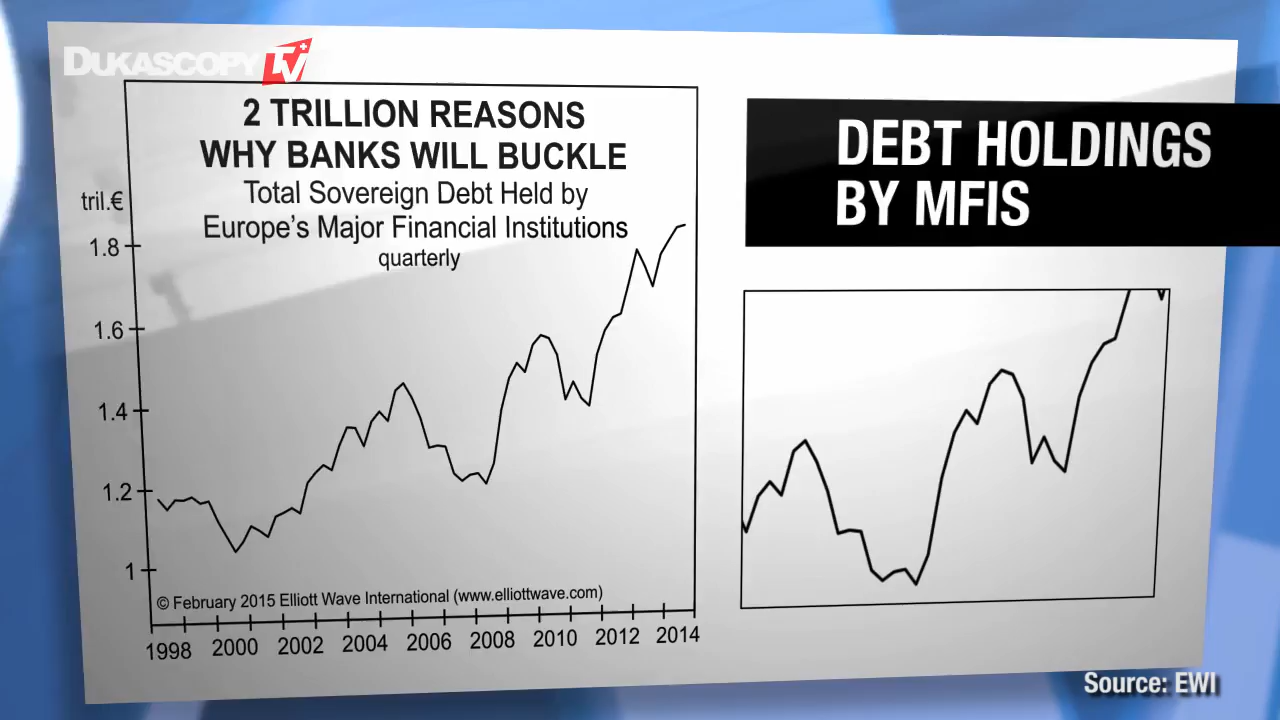 DUKASCOPY TV
2 TRILLION REASONS
WHY BANKS WILL BUCKLE
Total Sovereign Debt Held by
Europe's Major Financial Institutions
quarterly
tril.€
1.8
1.6
1.4
1.2
1
© February 2015 Elliott Wave International (www.elliottwave.com)
1998 2000 2002 2004 2006 2008 2010 2012 2014
DEBT HOLDINGS
BY MFIS
Source: EWI